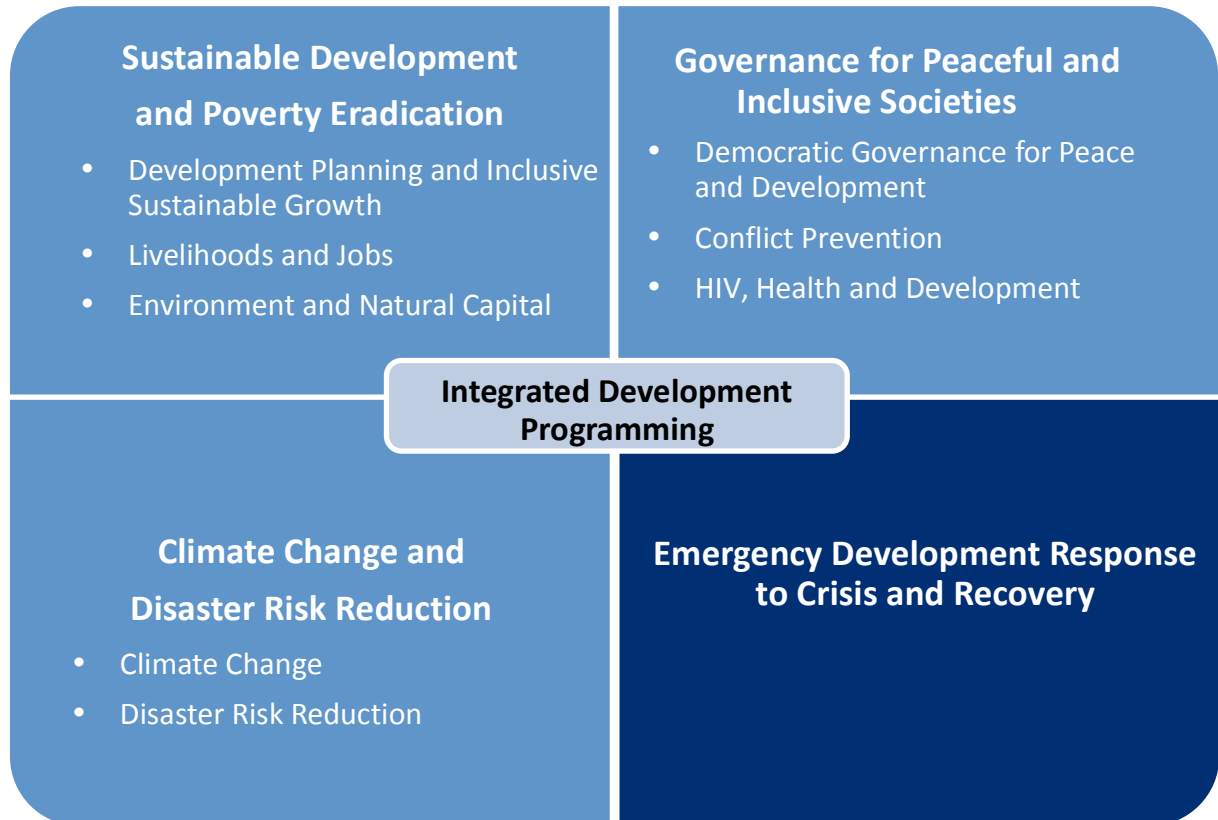 Sustainable Development
and Poverty Eradication
• Development Planning and Inclusive
Sustainable Growth
• Livelihoods and Jobs
• Environment and Natural Capital
Governance for Peaceful and
Inclusive Societies
• Democratic Governance for Peace
and Development
• Conflict Prevention
• HIV, Health and Development
Integrated Development
Programming
Climate Change and
Disaster Risk Reduction
• Climate Change
• Disaster Risk Reduction
Emergency Development Response
to Crisis and Recovery